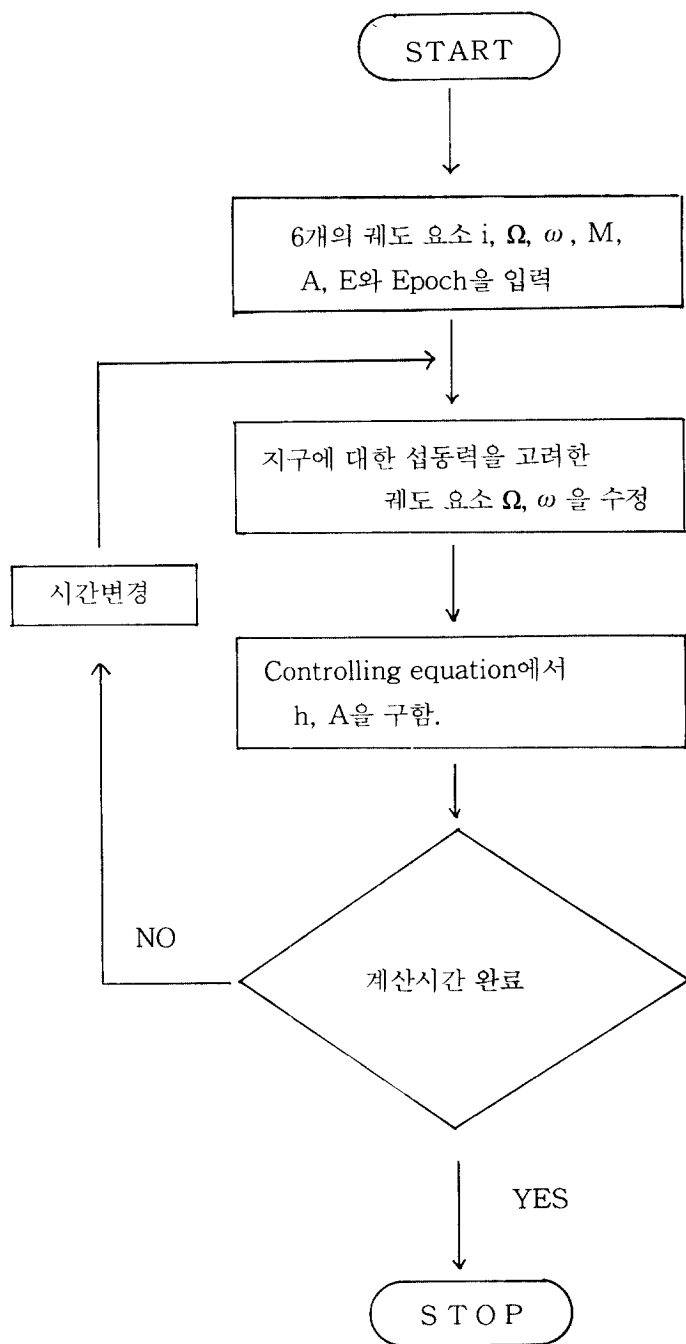 START
6개의 궤도 요소 i, Ω, ω, M,
A, E와 Epoch을 입력
지구에 대한 섭동력을 고려한
궤도 요소 Ω, ω 을 수정
시간변경
Controlling equation에서
h, A을 구함.
NO
계산시간 완료
YES
STOP